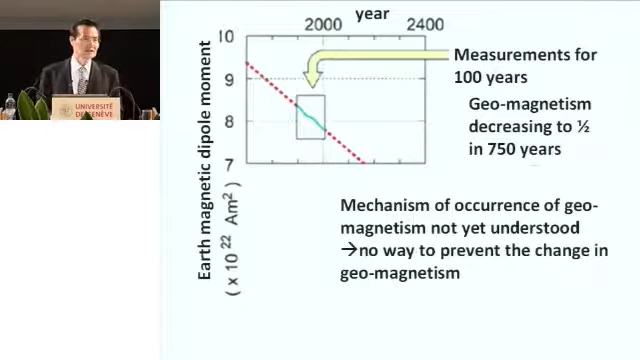 year
2000
2400
10
9
8
7
Earth magnetic dipole moment
( x 10 22 Am2 )
Measurements for
100 years
Geo-magnetism
decreasing to ½
in 750 years
Mechanism of occurrence of geo-
magnetism not yet understood
→no way to prevent the change in
geo-magnetism
UNIVERSITÉ
DE GENÈVE